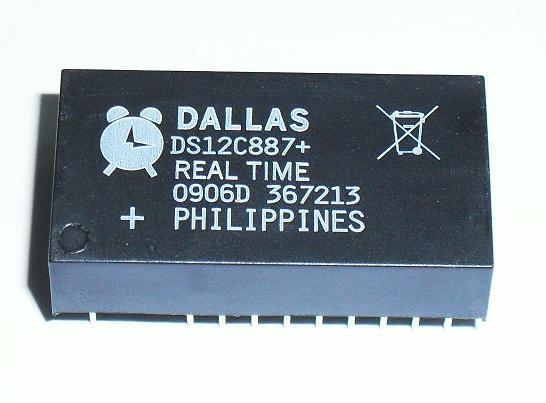 DALLAS
DS12C887+
REAL TIME
0906D 367213
+ PHILIPPINES